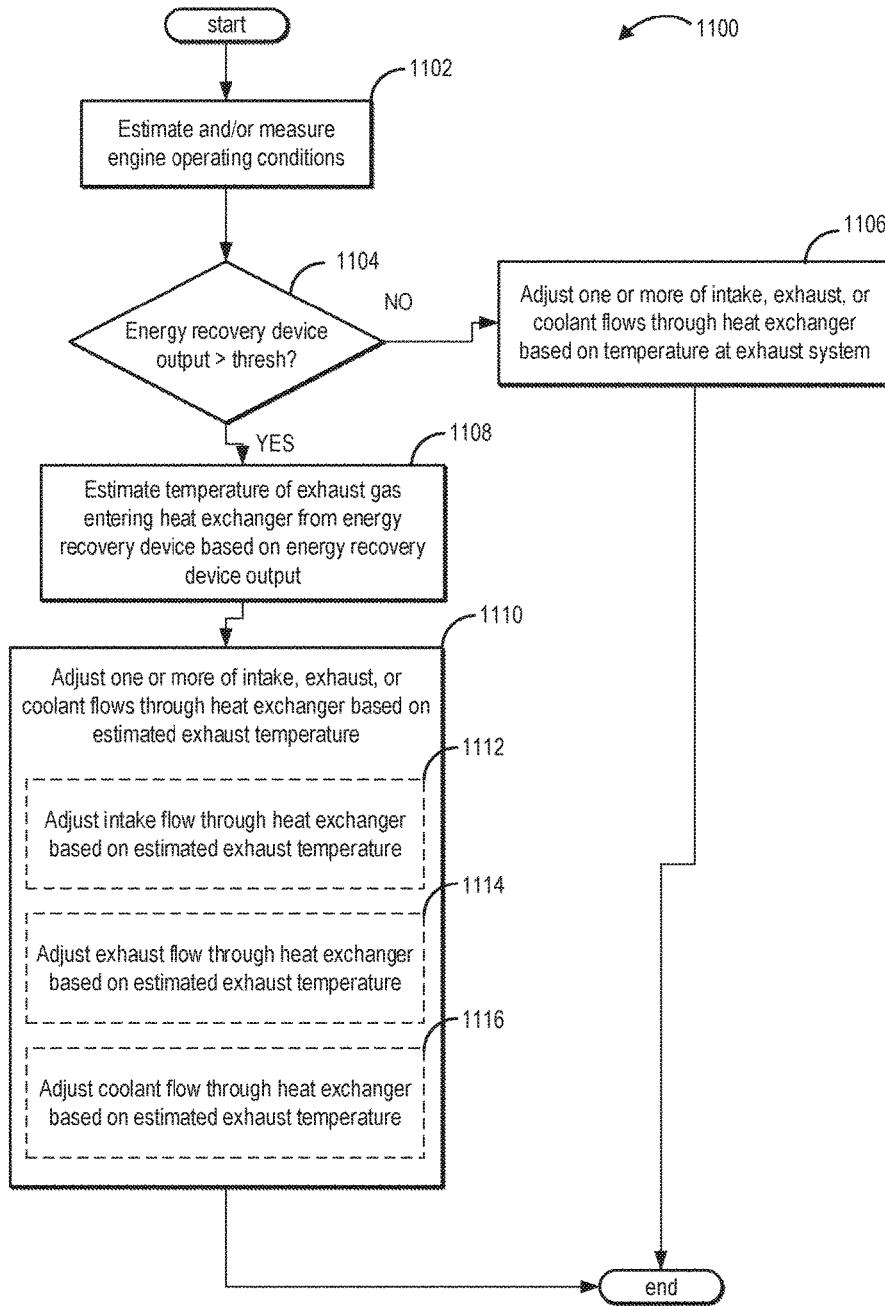 start
1100
1102
Estimate and/or measure
engine operating conditions
1104
Energy recovery device
output > thresh?
NO
1106
Adjust one or more of intake, exhaust, or
coolant flows through heat exchanger
based on temperature at exhaust system
YES
1108
Estimate temperature of exhaust gas
entering heat exchanger from energy
recovery device based on energy recovery
device output
1110
Adjust one or more of intake, exhaust, or
coolant flows through heat exchanger based on
estimated exhaust temperature
1112
Adjust intake flow through heat exchanger
based on estimated exhaust temperature
1114
Adjust exhaust flow through heat exchanger
based on estimated exhaust temperature
1116
Adjust coolant flow through heat exchanger
based on estimated exhaust temperature
end